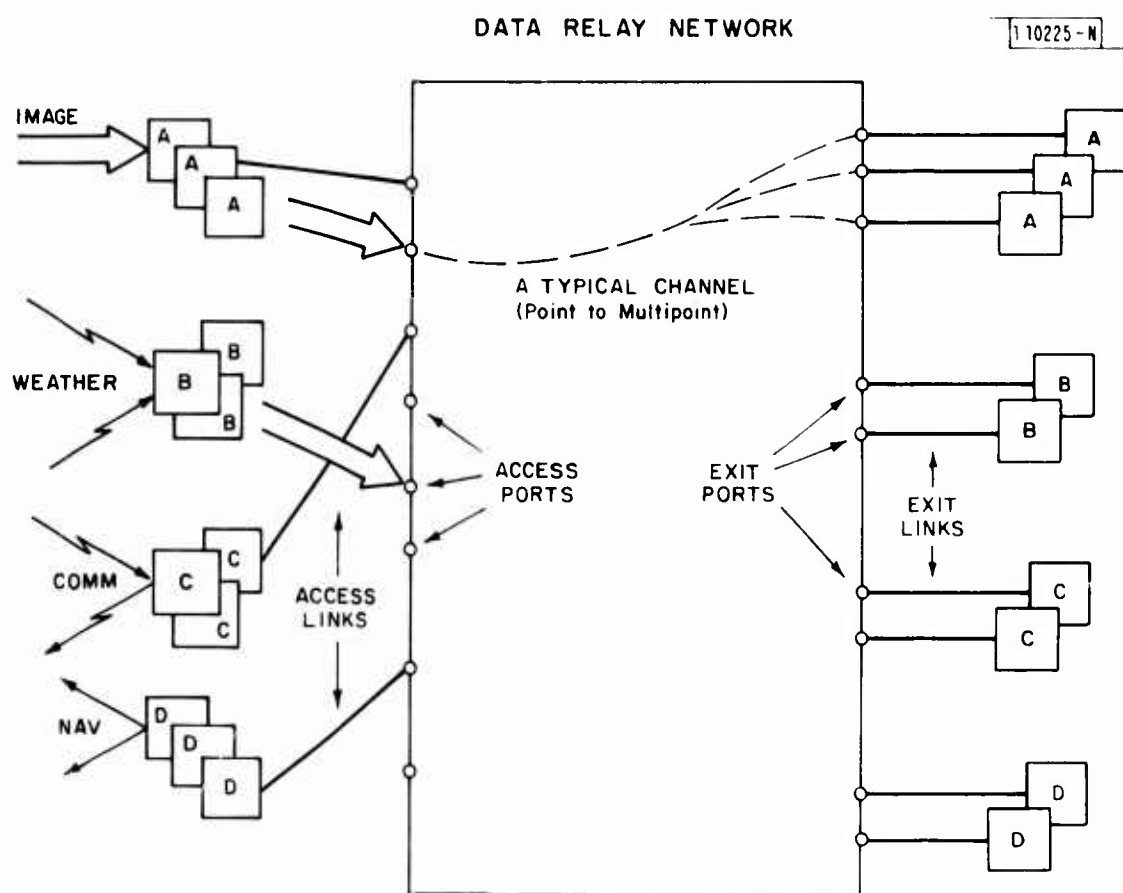 DATA RELAY NETWORK
110225-N
IMAGE
A
A
A
A
A
A
A TYPICAL CHANNEL
(Point to Multipoint)
WEATHER
B
B
B
B
B
ACCESS
PORTS
EXIT
PORTS
EXIT
LINKS
COMM
C
C
C
ACCESS
LINKS
C
C
NAV
D
D
D
D
D